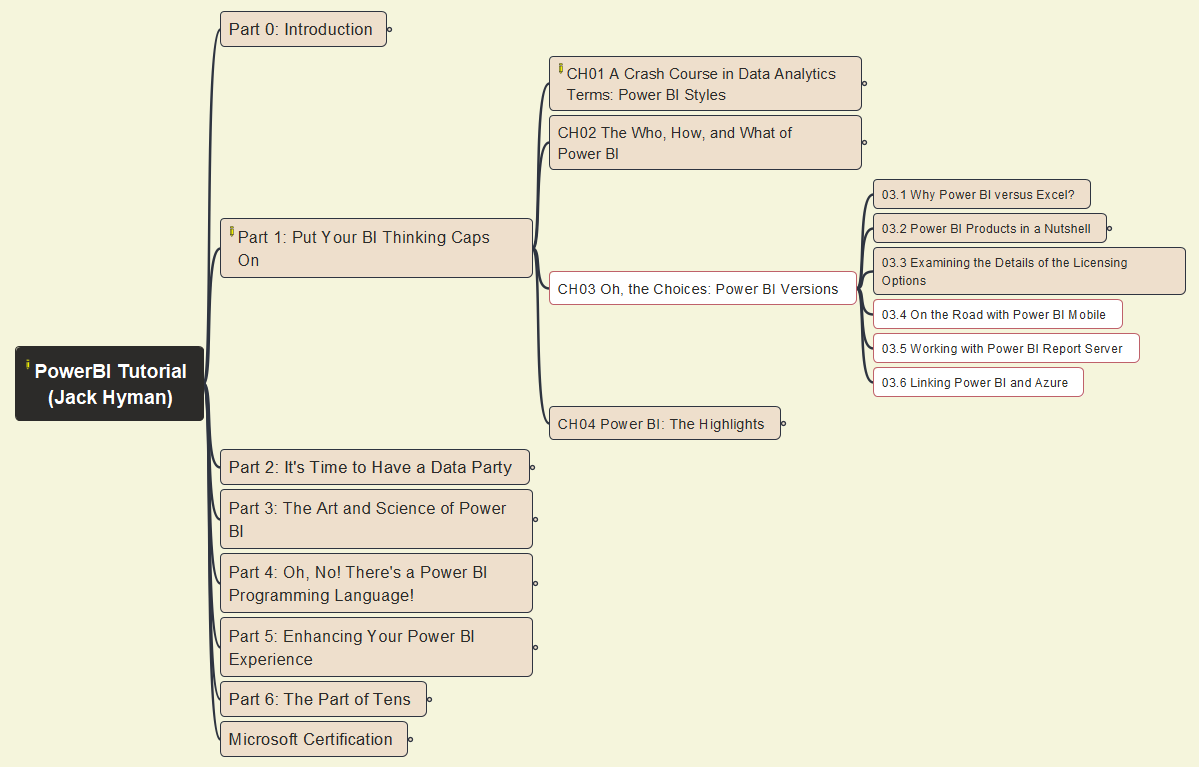 PowerBI Tutorial
(Jack Hyman)
Part 0: Introduction
Part 1: Put Your BI Thinking Caps
On
CH01 A Crash Course in Data Analytics
Terms: Power BI Styles
CH02 The Who, How, and What of
Power BI
CH03 Oh, the Choices: Power BI Versions
03.1 Why Power BI versus Excel?
03.2 Power BI Products in a Nutshell
03.3 Examining the Details of the Licensing
Options
03.4 On the Road with Power BI Mobile
03.5 Working with Power BI Report Server
03.6 Linking Power BI and Azure
CH04 Power BI: The Highlights
Part 2: It's Time to Have a Data Party
Part 3: The Art and Science of Power
BI
Part 4: Oh, No! There's a Power BI
Programming Language!
Part 5: Enhancing Your Power BI
Experience
Part 6: The Part of Tens
Microsoft Certification